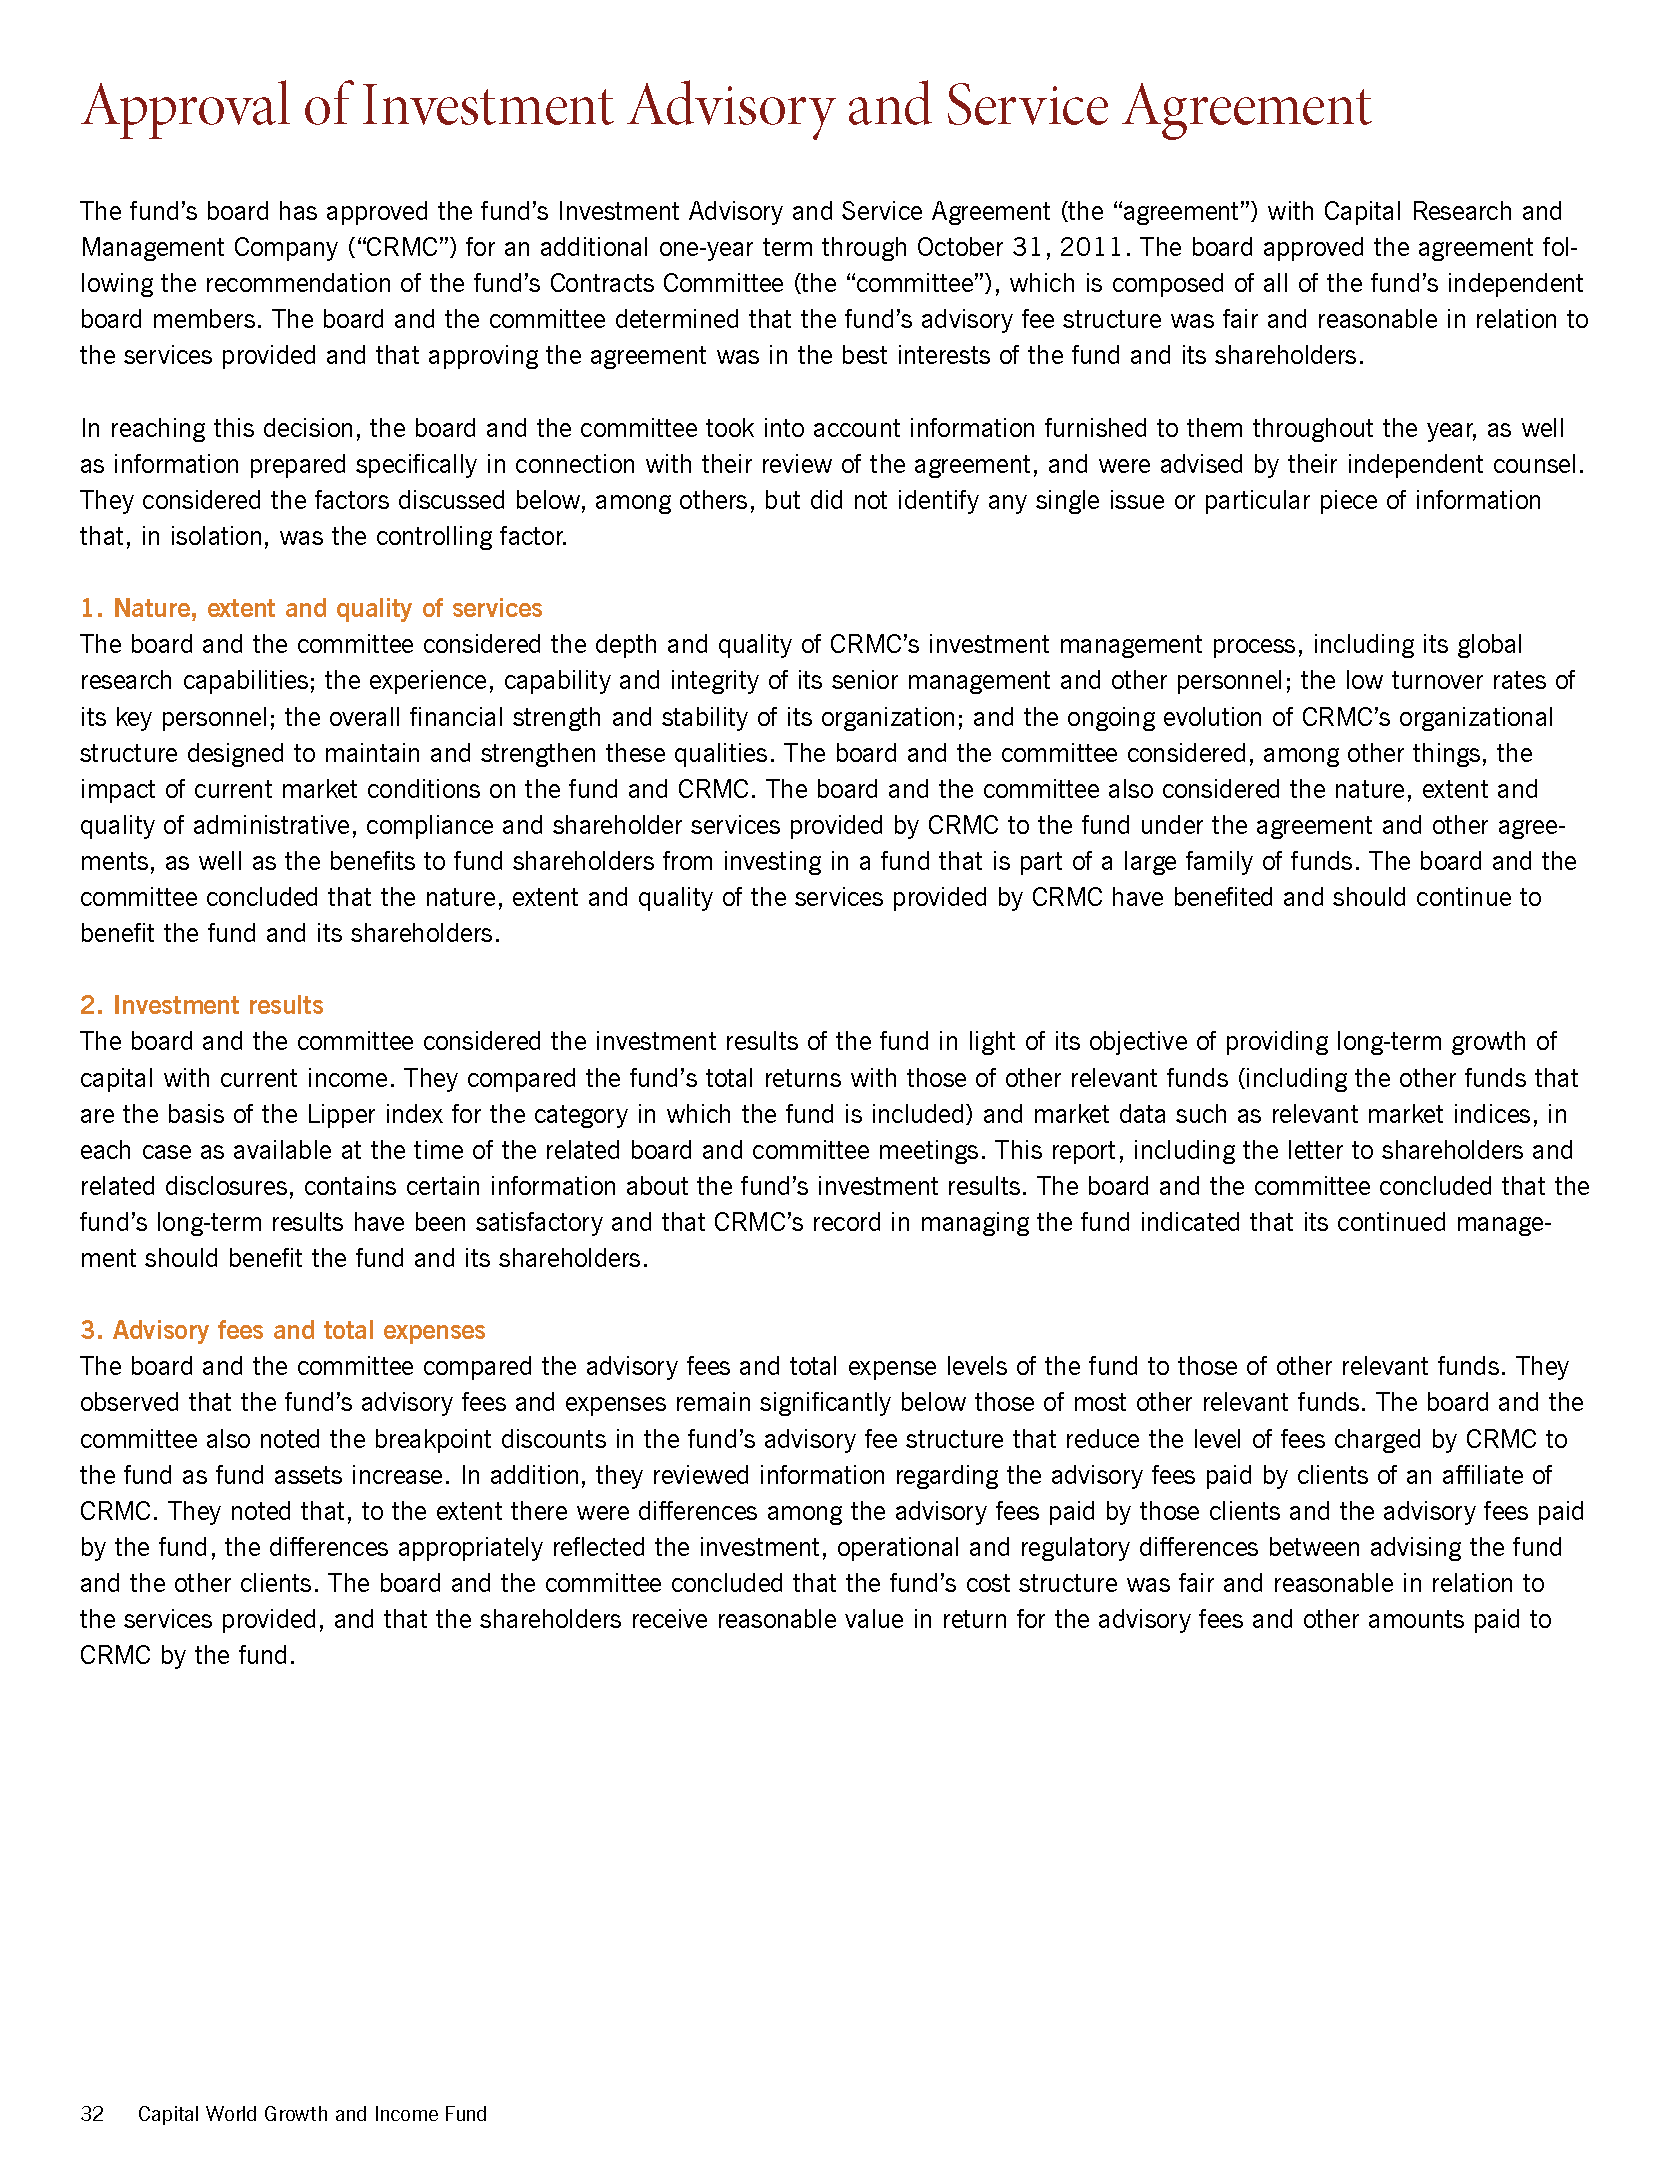 Approval of Investment Advisory and Service Agreement
The fund’s board has approved the fund’s Investment Advisory and Service Agreement (the “agreement”) with Capital Research and
Management Company (“CRMC”) for an additional one-year term through October 31, 2011. The board approved the agreement fol-
lowing the recommendation of the fund’s Contracts Committee (the “committee”), which is composed of all of the fund’s independent
board members. The board and the committee determined that the fund’s advisory fee structure was fair and reasonable in relation to
the services provided and that approving the agreement was in the best interests of the fund and its shareholders.
In reaching this decision, the board and the committee took into account information furnished to them throughout the year, as well
as information prepared specifically in connection with their review of the agreement, and were advised by their independent counsel.
They considered the factors discussed below, among others, but did not identify any single issue or particular piece of information
that, in isolation, was the controlling factor.
1. Nature, extent and quality of services
The board and the committee considered the depth and quality of CRMC’s investment management process, including its global
research capabilities; the experience, capability and integrity of its senior management and other personnel; the low turnover rates of
its key personnel; the overall financial strength and stability of its organization; and the ongoing evolution of CRMC’s organizational
structure designed to maintain and strengthen these qualities. The board and the committee considered, among other things, the
impact of current market conditions on the fund and CRMC. The board and the committee also considered the nature, extent and
quality of administrative, compliance and shareholder services provided by CRMC to the fund under the agreement and other agree-
ments, as well as the benefits to fund shareholders from investing in a fund that is part of a large family of funds. The board and the
committee concluded that the nature, extent and quality of the services provided by CRMC have benefited and should continue to
benefit the fund and its shareholders.
2. Investment results
The board and the committee considered the investment results of the fund in light of its objective of providing long-term growth of
capital with current income. They compared the fund’s total returns with those of other relevant funds (including the other funds that
are the basis of the Lipper index for the category in which the fund is included) and market data such as relevant market indices, in
each case as available at the time of the related board and committee meetings. This report, including the letter to shareholders and
related disclosures, contains certain information about the fund’s investment results. The board and the committee concluded that the
fund’s long-term results have been satisfactory and that CRMC’s record in managing the fund indicated that its continued manage-
ment should benefit the fund and its shareholders.
3. Advisory fees and total expenses
The board and the committee compared the advisory fees and total expense levels of the fund to those of other relevant funds. They
observed that the fund’s advisory fees and expenses remain significantly below those of most other relevant funds. The board and the
committee also noted the breakpoint discounts in the fund’s advisory fee structure that reduce the level of fees charged by CRMC to
the fund as fund assets increase. In addition, they reviewed information regarding the advisory fees paid by clients of an affiliate of
CRMC. They noted that, to the extent there were differences among the advisory fees paid by those clients and the advisory fees paid
by the fund, the differences appropriately reflected the investment, operational and regulatory differences between advising the fund
and the other clients. The board and the committee concluded that the fund’s cost structure was fair and reasonable in relation to
the services provided, and that the shareholders receive reasonable value in return for the advisory fees and other amounts paid to
CRMC by the fund.
32 Capital World Growth and Income Fund